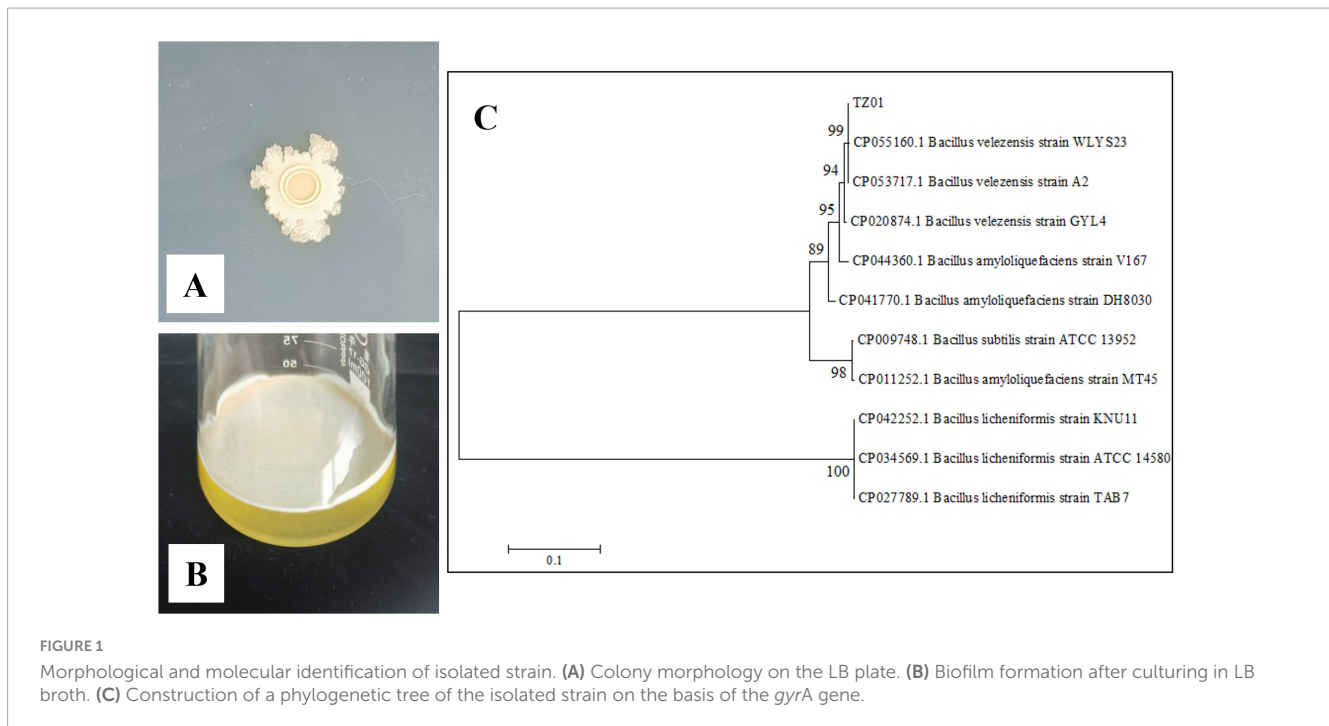 A
75
50
B
C
TZ01
99
CP055160.1 Bacillus velezensis strain WLYS23
94
CP053717.1 Bacillus velezensis strain A2
95
CP020874.1 Bacillus velezensis strain GYL4
89
CP044360.1 Bacillus amyloliquefaciens strain V167
CP041770.1 Bacillus amyloliquefaciens strain DH8030
CP009748.1 Bacillus subtilis strain ATCC 13952
98
CP011252.1 Bacillus amyloliquefaciens strain MT45
CP042252.1 Bacillus licheniformis strain KNU11
CP034569.1 Bacillus licheniformis strain ATCC 14580
100
CP027789.1 Bacillus licheniformis strain TAB7
0.1
FIGURE 1
Morphological and molecular identification of isolated strain. (A) Colony morphology on the LB plate. (B) Biofilm formation after culturing in LB
broth. (C) Construction of a phylogenetic tree of the isolated strain on the basis of the gyrA gene.